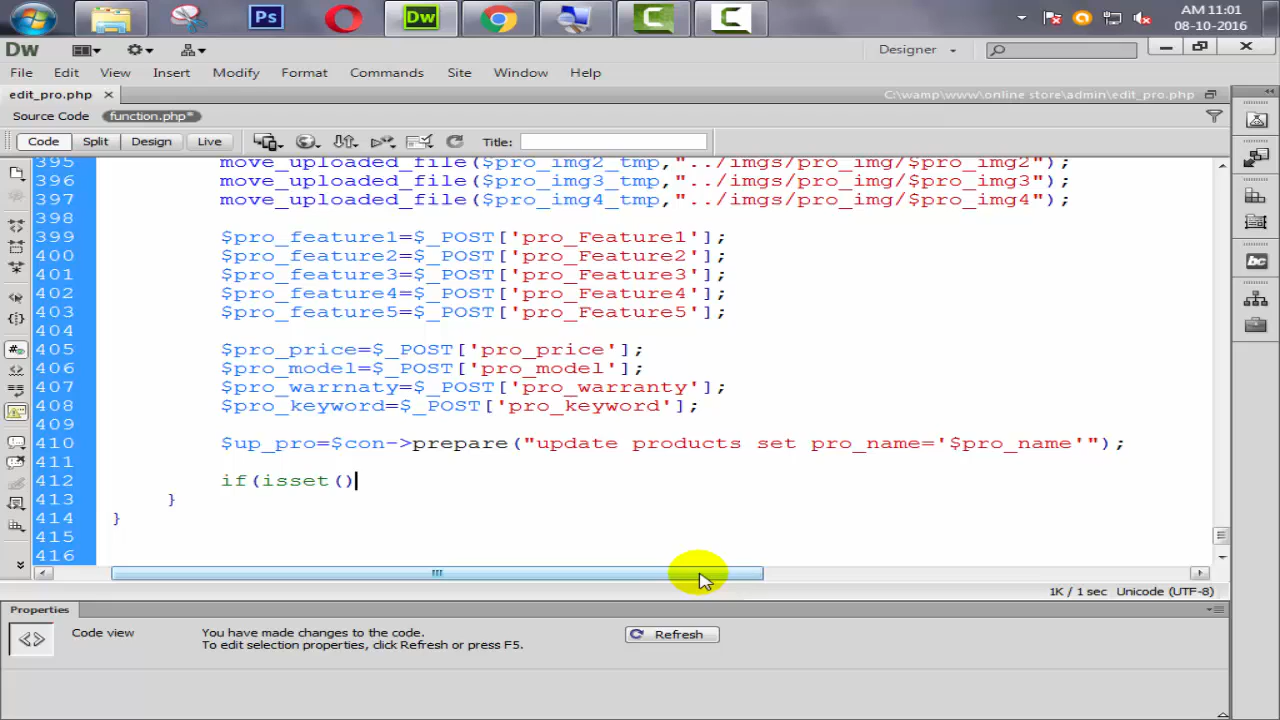 Ps
Dw
AM 11:01
08-10-2016
Dw
Designer
File Edit View Insert Modify Format Commands Site Window Help
edit_pro.php
C:\wamp\www\online store\admin\edit_pro.php
Source Code function.php*
Code Split Design Live Title:
395 move_uploaded_file($pro_img2_tmp,"../imgs/pro_img/$pro_img2");
396 move_uploaded_file($pro_img3_tmp,"../imgs/pro_img/$pro_img3");
397 move_uploaded_file($pro_img4_tmp,"../imgs/pro_img/$pro_img4");
398
399 $pro_feature1=$_POST['pro_Feature1'];
400 $pro_feature2=$_POST['pro_Feature2'];
401 $pro_feature3=$_POST['pro_Feature3'];
402 $pro_feature4=$_POST['pro_Feature4'];
403 $pro_feature5=$_POST['pro_Feature5'];
404
405 $pro_price=$_POST['pro_price'];
406 $pro_model=$_POST['pro_model'];
407 $pro_warrnaty=$_POST['pro_warranty'];
408 $pro_keyword=$_POST['pro_keyword'];
409
410 $up_pro=$con->prepare("update products set pro_name='$pro_name'");
411
412 if(isset()
413 }
414 }
415
416
1K / 1 sec Unicode (UTF-8)
Properties
Code view
You have made changes to the code.
To edit selection properties, click Refresh or press F5.
Refresh
bc